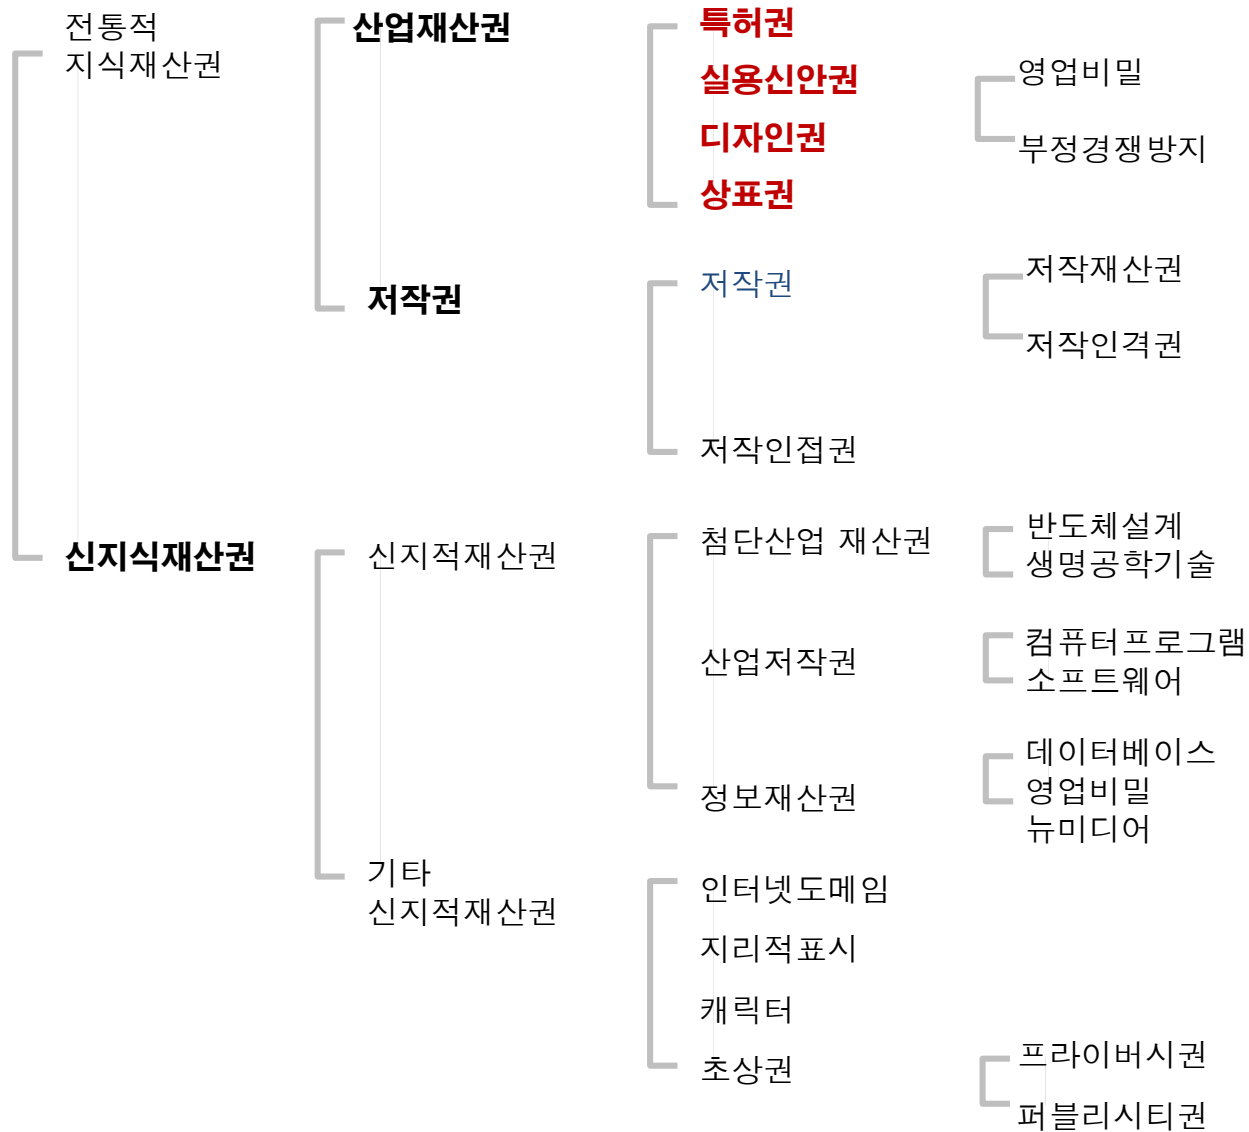 전통적
지식재산권
산업재산권
특허권
실용신안권
디자인권
상표권
영업비밀
부정경쟁방지
저작권
저작권
저작재산권
저작인격권
저작인접권
신지식재산권
신지적재산권
첨단산업 재산권
반도체설계
생명공학기술
산업저작권
컴퓨터프로그램
소프트웨어
정보재산권
데이터베이스
영업비밀
뉴미디어
기타
신지적재산권
인터넷도메임
지리적표시
캐릭터
초상권
프라이버시권
퍼블리시티권